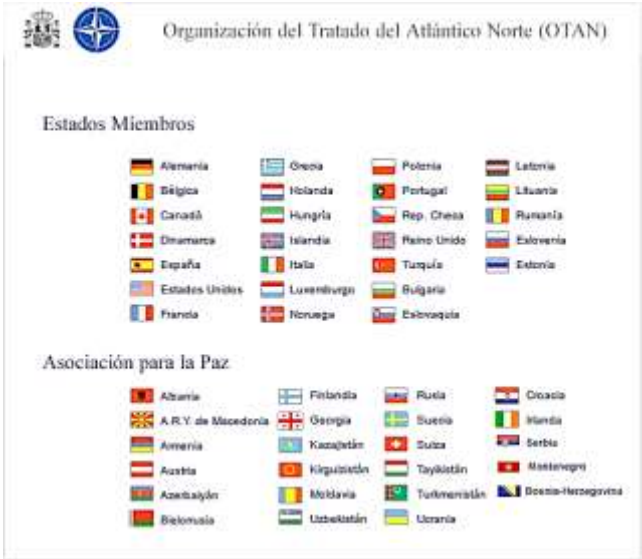 Organización del Tratado del Atlántico Norte (OTAN)
Estados Miembros
Alemania Grecia Polonia Letonia
Bélgica Holanda Portugal Lituania
Canadá Hungría Rep. Checa Rumanía
Dinamarca Islandia Reino Unido Eslovenia
España Italia Turquía Estonia
Estados Unidos Luxemburgo Bulgaria
Francia Noruega Eslovaquia
Asociación para la Paz
Albania Finlandia Rusia Croacia
A.R.Y. de Macedonia Georgia Suecia Irlanda
Armenia Kazajistán Suiza Serbia
Austria Kirguizistán Tayikistán Montenegro
Azerbaiyán Moldavia Turkmenistán Bosnia-Herzegovina
Bielorrusia Uzbekistán Ucrania